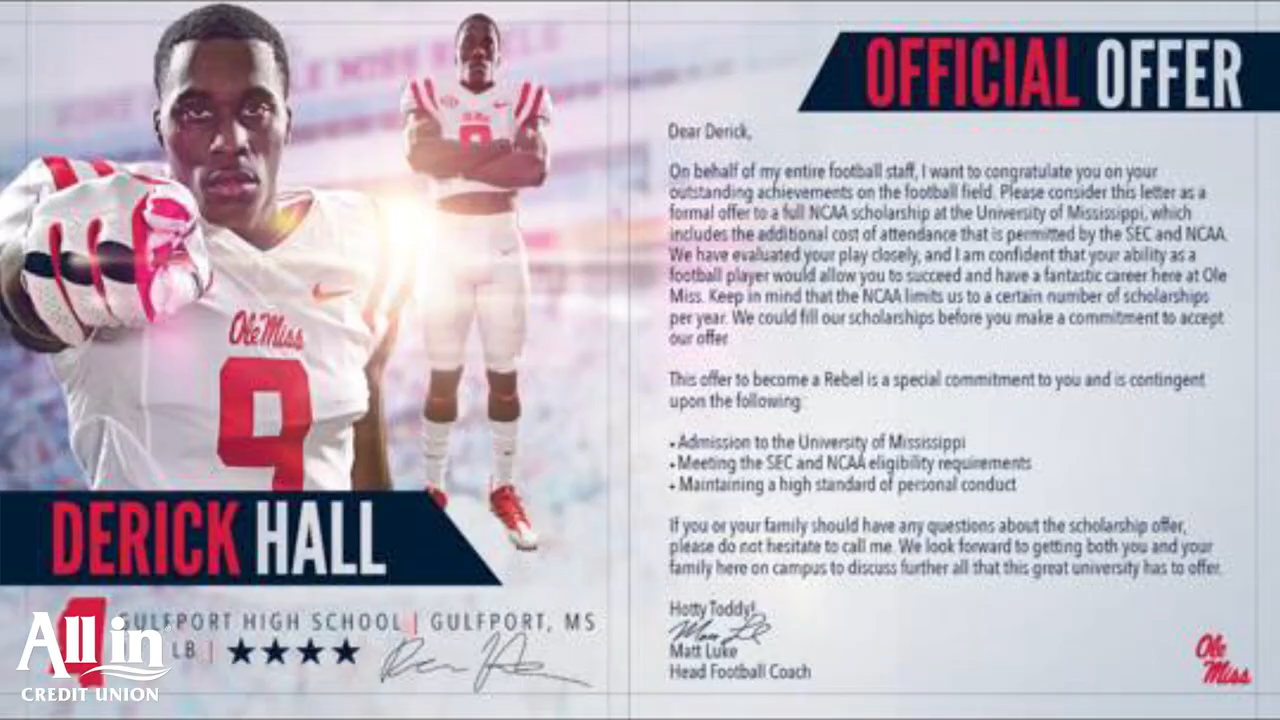 Ole Miss
9
DERICK HALL
GULFPORT HIGH SCHOOL | GULFPORT, MS
LB |
All in
CREDIT UNION
OFFICIAL OFFER
Dear Derick,
On behalf of my entire football staff, I want to congratulate you on your
outstanding achievements on the football field. Please consider this letter as a
formal offer to a full NCAA scholarship at the University of Mississippi, which
includes the additional cost of attendance that is permitted by the SEC and NCAA.
We have evaluated your play closely, and I am confident that your ability as a
football player would allow you to succeed and have a fantastic career here at Ole
Miss. Keep in mind that the NCAA limits us to a certain number of scholarships
per year. We could fill our scholarships before you make a commitment to accept
our offer.
This offer to become a Rebel is a special commitment to you and is contingent
upon the following:
• Admission to the University of Mississippi
• Meeting the SEC and NCAA eligibility requirements
• Maintaining a high standard of personal conduct
If you or your family should have any questions about the scholarship offer,
please do not hesitate to call me. We look forward to getting both you and your
family here on campus to discuss further all that this great university has to offer.
Hotty Toddy!
Matt Luke
Head Football Coach
Ole
Miss